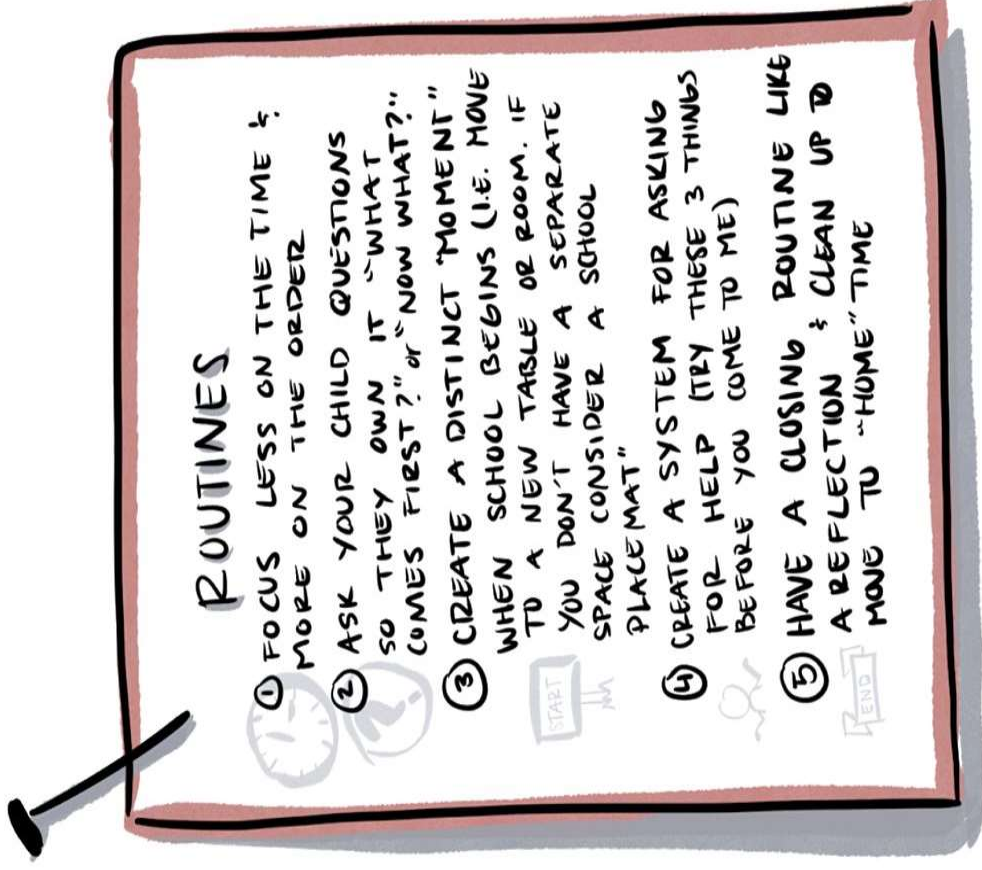 ROUTINES
① FOCUS LESS ON THE TIME &
MORE ON THE ORDER
② ASK YOUR CHILD QUESTIONS
SO THEY OWN IT "WHAT
COMES FIRST?" or "NOW WHAT?"
③ CREATE A DISTINCT "MOMENT"
WHEN SCHOOL BEGINS (I.E. MOVE
TO A NEW TABLE OR ROOM. IF
YOU DON'T HAVE A SEPARATE
SPACE CONSIDER A SCHOOL
PLACEMAT"
START
④ CREATE A SYSTEM FOR ASKING
FOR HELP (TRY THESE 3 THINGS
BEFORE YOU COME TO ME)
⑤ HAVE A CLOSING ROUTINE LIKE
A REFLECTION & CLEAN UP TO
MOVE TO "HOME" TIME
END